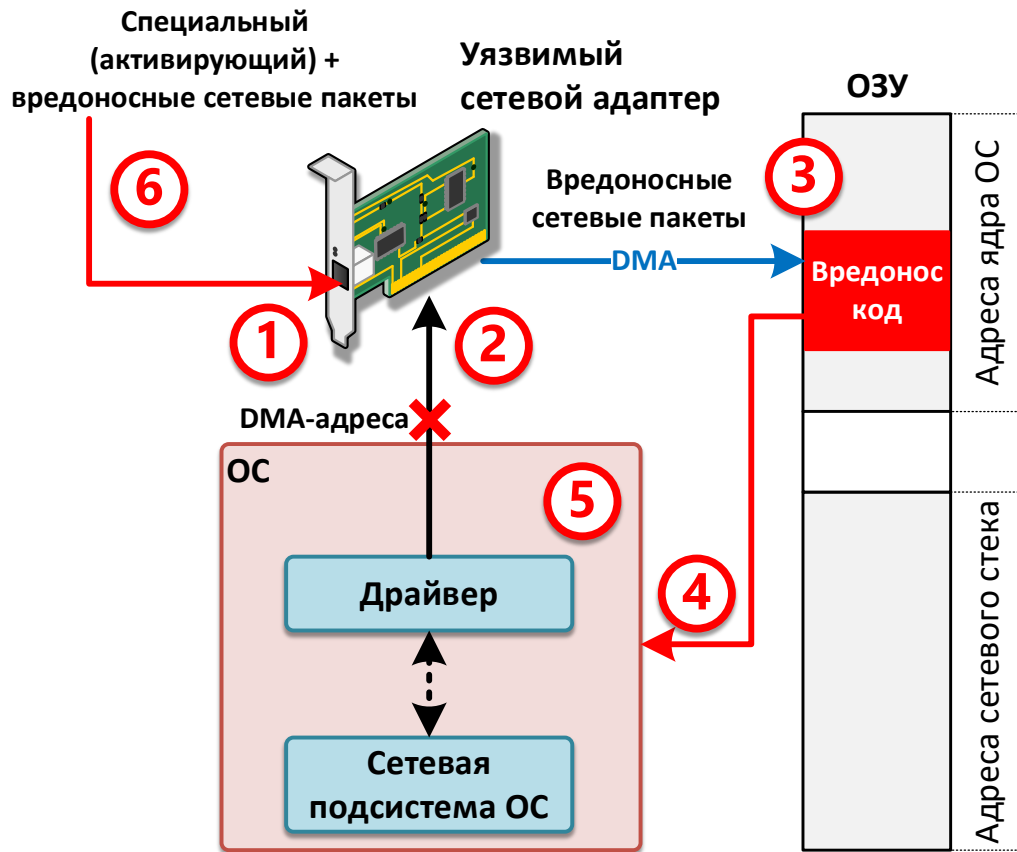 Специальный
(активирующий) +
вредоносные сетевые пакеты
Уязвимый
сетевой адаптер
ОЗУ
6
3
Вредоносные
сетевые пакеты
DMA
Вредонос
код
Адреса ядра ОС
1
2
DMA-адреса
ОС
5
4
Драйвер
Сетевая
подсистема ОС
Адреса сетевого стека